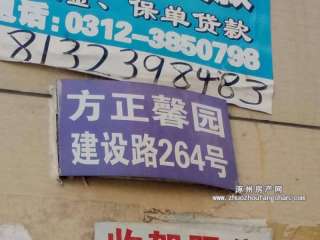 金、保单贷款
电话:0312-3850798
8132398483
方正馨园
建设路264号
涿州房产网
www.zhuozhoufangchan.com